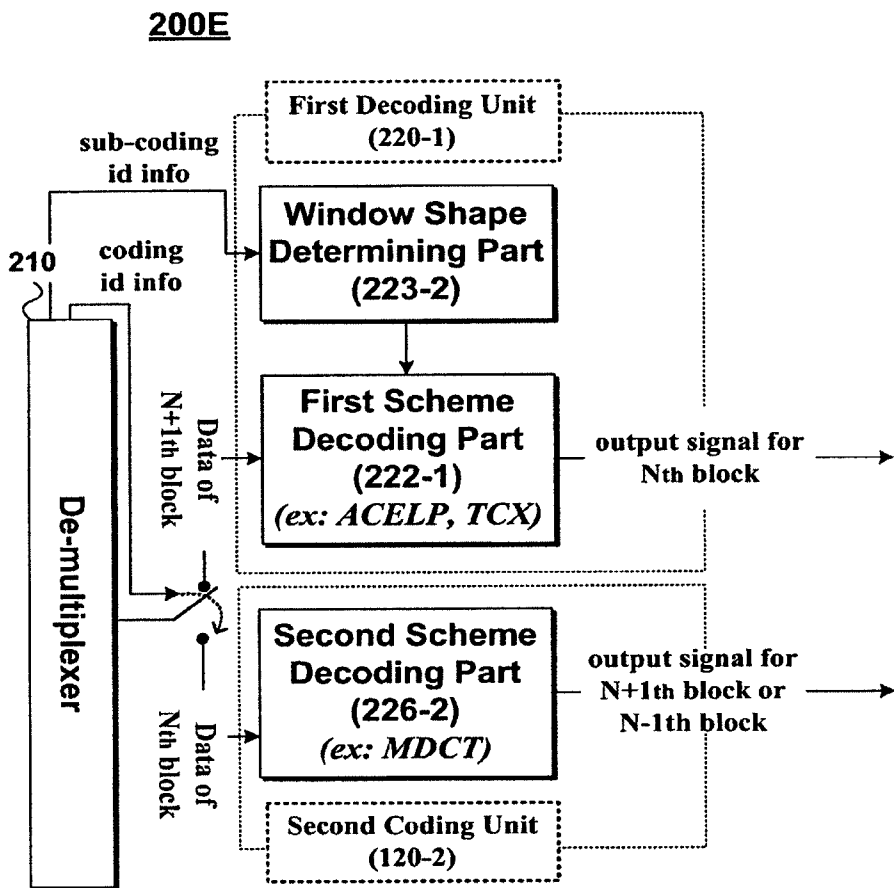 200E
First Decoding Unit
(220-1)
sub-coding
id info
Window Shape
Determining Part
(223-2)
210
coding
id info
First Scheme
Decoding Part
(222-1)
(ex: ACELP, TCX)
Data of
N+1th block
output signal for
Nth block
De-multiplexer
Second Scheme
Decoding Part
(226-2)
(ex: MDCT)
Data of
Nth block
output signal for
N+1th block or
N-1th block
Second Coding Unit
(120-2)